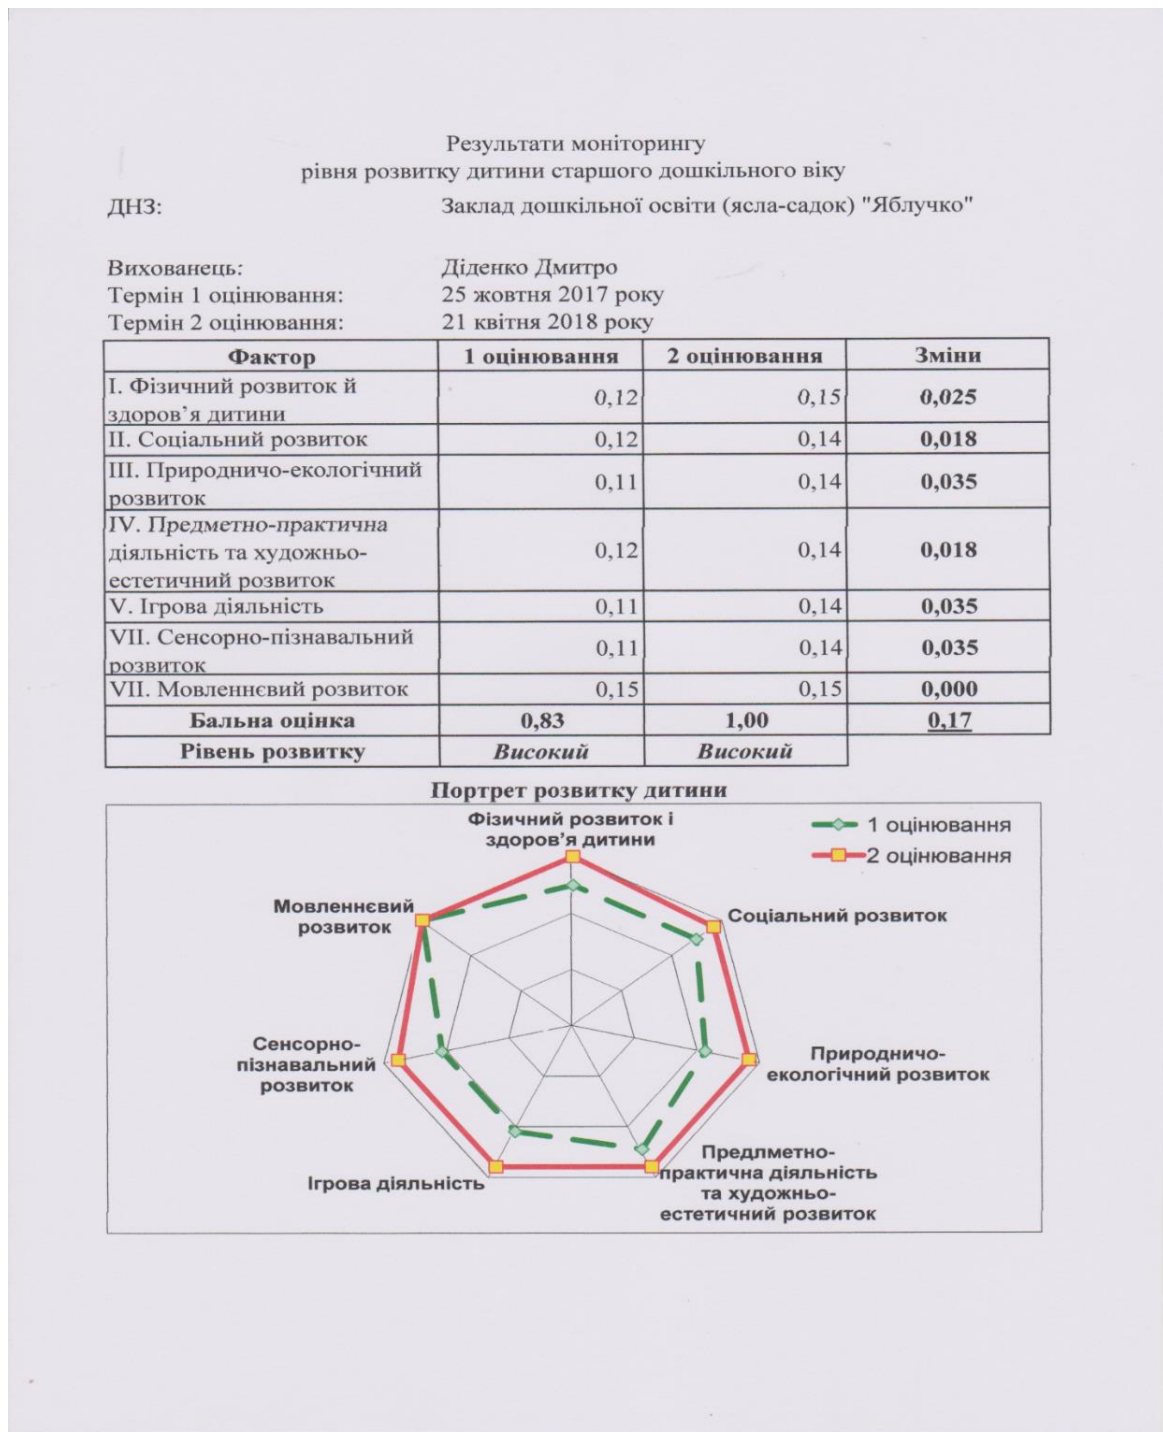 Результати моніторингу
рівня розвитку дитини старшого дошкільного віку
ДНЗ: Заклад дошкільної освіти (ясла-садок) "Яблучко"
Вихованець: Діденко Дмитро
Термін 1 оцінювання: 25 жовтня 2017 року
Термін 2 оцінювання: 21 квітня 2018 року
Фактор 1 оцінювання 2 оцінювання Зміни
І. Фізичний розвиток й
здоров’я дитини 0,12 0,15 0,025
ІІ. Соціальний розвиток 0,12 0,14 0,018
ІІІ. Природничо-екологічний
розвиток 0,11 0,14 0,035
IV. Предметно-практична
діяльність та художньо-
естетичний розвиток 0,12 0,14 0,018
V. Ігрова діяльність 0,11 0,14 0,035
VII. Сенсорно-пізнавальний
розвиток 0,11 0,14 0,035
VII. Мовленнєвий розвиток 0,15 0,15 0,000
Бальна оцінка 0,83 1,00 0,17
Рівень розвитку Високий Високий
Портрет розвитку дитини
Фізичний розвиток і
здоров’я дитини
1 оцінювання
2 оцінювання
Мовленнєвий
розвиток
Соціальний розвиток
Сенсорно-
пізнавальний
розвиток
Природничо-
екологічний розвиток
Ігрова діяльність
Предлметно-
практична діяльність
та художньо-
естетичний розвиток